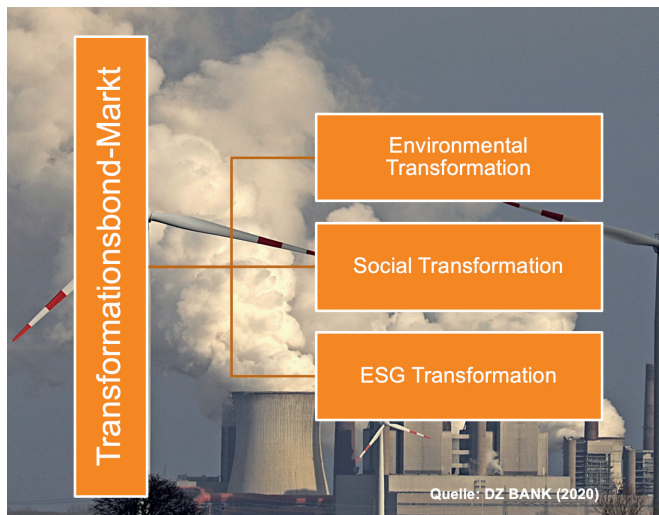 Transformationsbond-Markt
Environmental
Transformation
Social Transformation
ESG Transformation
Quelle: DZ BANK (2020)